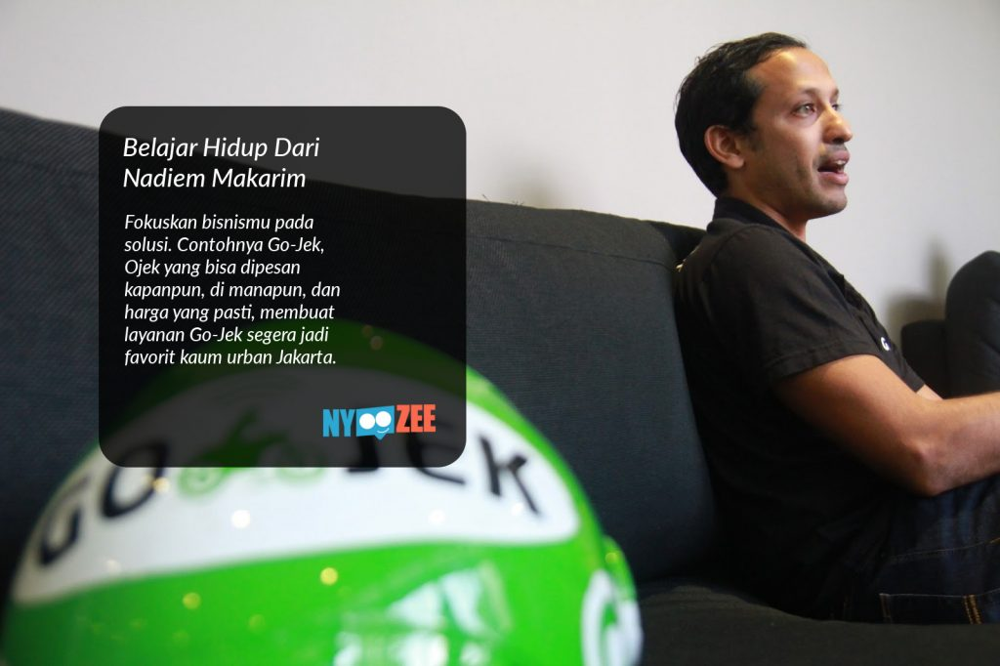 Belajar Hidup Dari
Nadiem Makarim
Fokuskan bisnismu pada
solusi. Contohnya Go-Jek,
Ojek yang bisa dipesan
kapanpun, di manapun, dan
harga yang pasti, membuat
layanan Go-Jek segera jadi
favorit kaum urban Jakarta.
NYOOZEE
GO JEK